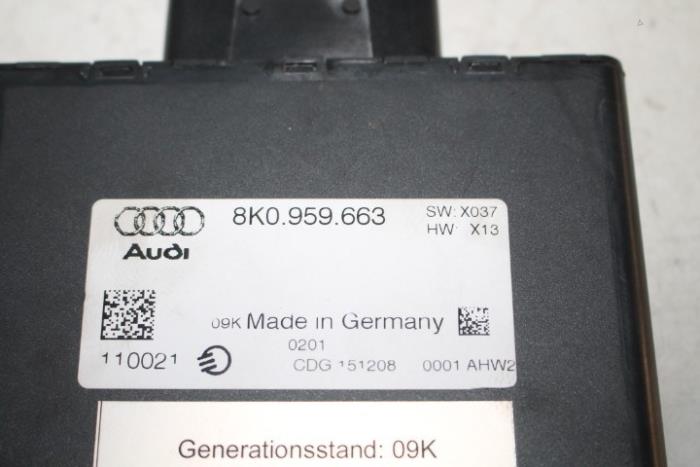 8K0.959.663
SW: X037
HW: X13
Audi
09K Made in Germany
0201
110021
CDG 151208 0001 AHW2
Generationsstand: 09K